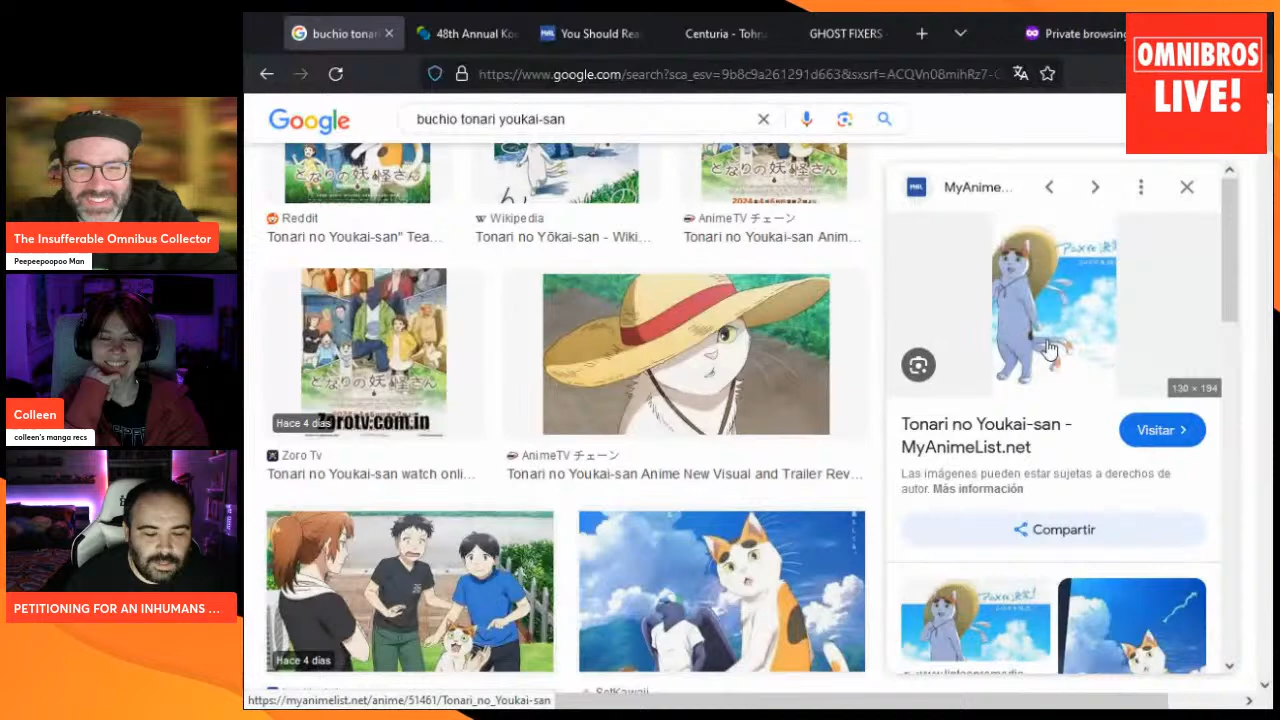 buchio tonari
48th Annual Ko
You Should Rea
Centuria - Tohn
GHOST FIXERS
Private browsing
OMNIBROS
LIVE!
https://www.google.com/search?sca_esv=9b8c9a261291d663&sxsrf=ACQVn08mihRz7-
Google
buchio tonari youkai-san
The Insufferable Omnibus Collector
Peepeepoopoo Man
Colleen
colleen's manga recs
PETITIONING FOR AN INHUMANS ...
となりの妖怪さん
となりの妖怪さん
Reddit
Tonari no Youkai-san" Tea...
Wikipedia
Tonari no Yōkai-san - Wiki...
AnimeTV チェーン
Tonari no Youkai-san Anim...
となりの妖怪さん
Zorotv.com.in
Hace 4 días
Zoro Tv
Tonari no Youkai-san watch onli...
AnimeTV チェーン
Tonari no Youkai-san Anime New Visual and Trailer Rev...
Hace 4 días
SetKawaii
MyAnime...
130 × 194
Tonari no Youkai-san -
MyAnimeList.net
Visitar
Las imágenes pueden estar sujetas a derechos de
autor. Más información
Compartir
https://myanimelist.net/anime/51461/Tonari_no_Youkai-san